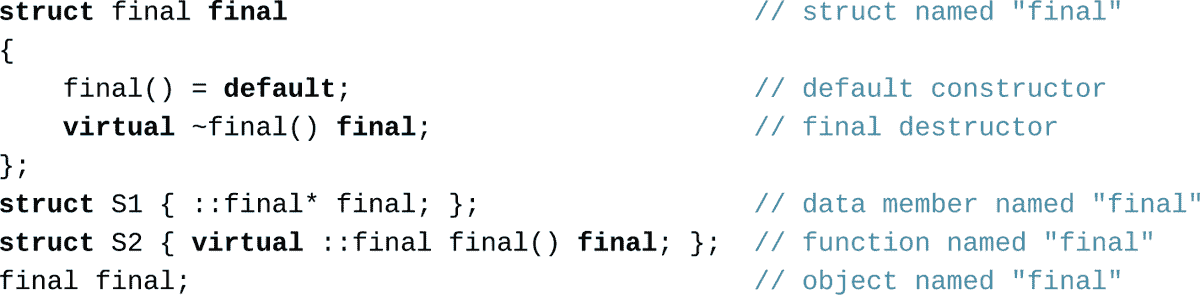 struct final final // struct named "final"
{
    final() = default; // default constructor
    virtual ~final() final; // final destructor
};
struct S1 { ::final* final; }; // data member named "final"
struct S2 { virtual ::final final() final; }; // function named "final"
final final; // object named "final"